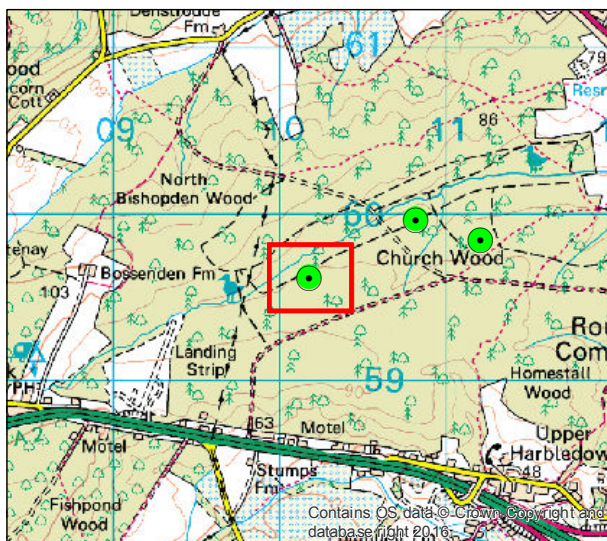 Denstroude
Fm
61
79
ood
corn
Cott
Resr
09
10
11
86
North
Bishopden Wood
60
tenay
Bossenden Fm
Church Wood
103
Landing
Strip
Rou
Com
59
Homestall
Wood
PH
Motel
63
Motel
Upper
Harbledow
A 2
Stumps
Fm
48
Fishpond
Wood
Contains OS data © Crown Copyright and
database right 2016